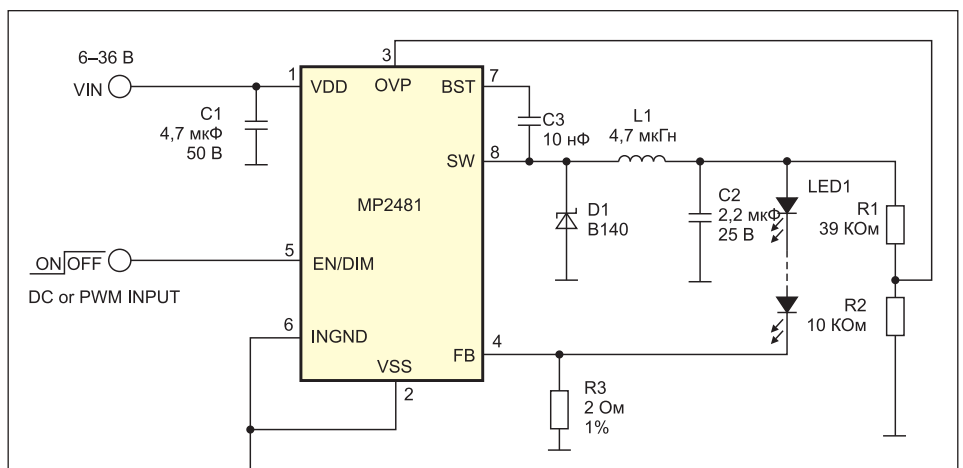 6–36 В
VIN
1
VDD
3
OVP
BST
7
C1
4,7 мкФ
50 В
C3
10 нФ
L1
4,7 мкГн
SW
8
MP2481
D1
B140
C2
2,2 мкФ
25 В
LED1
R1
39 КОм
ON/OFF
5
EN/DIM
DC or PWM INPUT
6
INGND
R2
10 КОм
FB
4
VSS
2
R3
2 Ом
1%